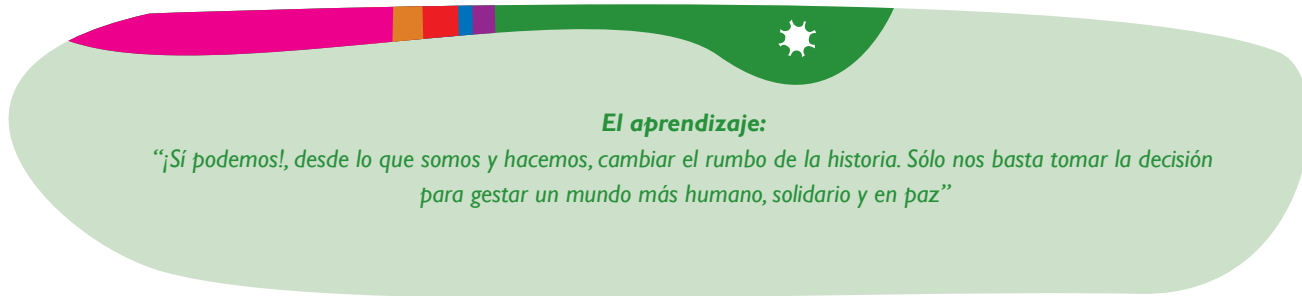 El aprendizaje:
“¡Sí podemos!, desde lo que somos y hacemos, cambiar el rumbo de la historia. Sólo nos basta tomar la decisión
para gestar un mundo más humano, solidario y en paz”